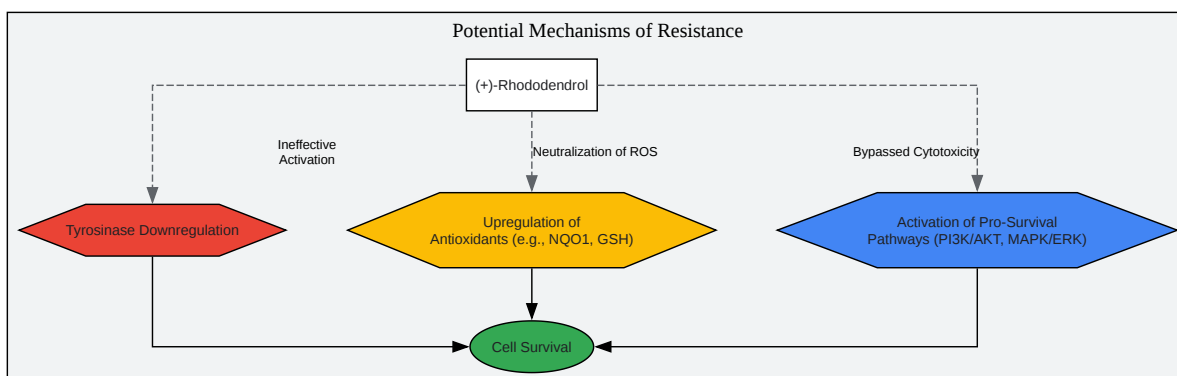 Potential Mechanisms of Resistance
(+)-Rhododendrol
Ineffective
Activation
Neutralization of ROS
Bypassed Cytotoxicity
Tyrosinase Downregulation
Upregulation of
Antioxidants (e.g., NQO1, GSH)
Activation of Pro-Survival
Pathways (PI3K/AKT, MAPK/ERK)
Cell Survival